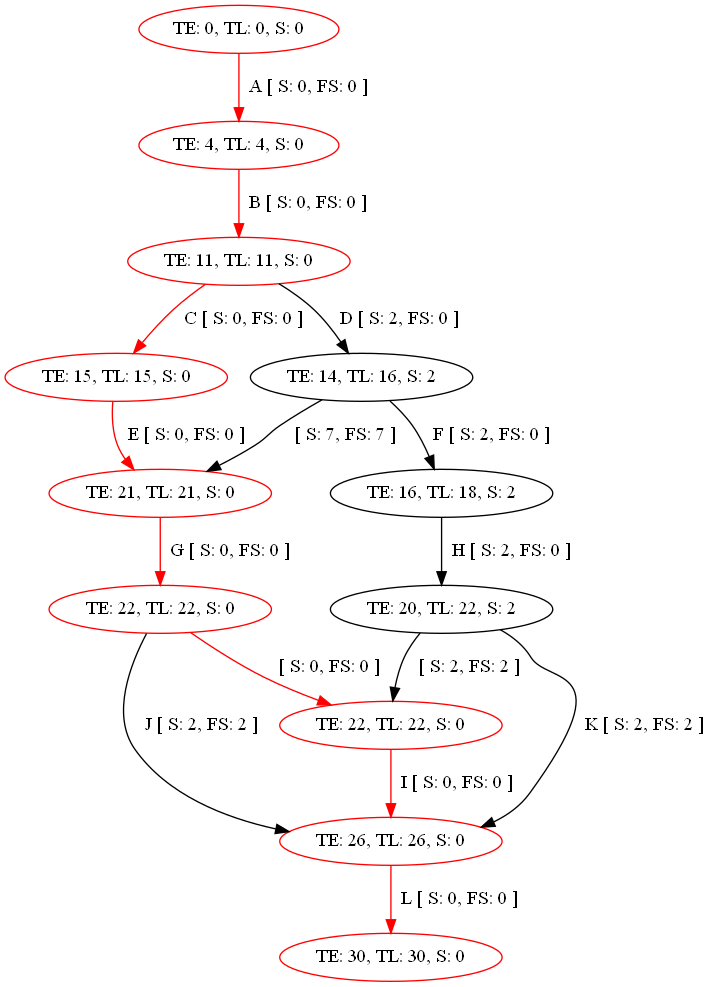 TE: 0, TL: 0, S: 0
A [ S: 0, FS: 0 ]
TE: 4, TL: 4, S: 0
B [ S: 0, FS: 0 ]
TE: 11, TL: 11, S: 0
C [ S: 0, FS: 0 ]
D [ S: 2, FS: 0 ]
TE: 15, TL: 15, S: 0
TE: 14, TL: 16, S: 2
E [ S: 0, FS: 0 ]
[ S: 7, FS: 7 ]
F [ S: 2, FS: 0 ]
TE: 21, TL: 21, S: 0
TE: 16, TL: 18, S: 2
G [ S: 0, FS: 0 ]
H [ S: 2, FS: 0 ]
TE: 22, TL: 22, S: 0
TE: 20, TL: 22, S: 2
[ S: 0, FS: 0 ]
[ S: 2, FS: 2 ]
TE: 22, TL: 22, S: 0
J [ S: 2, FS: 2 ]
K [ S: 2, FS: 2 ]
I [ S: 0, FS: 0 ]
TE: 26, TL: 26, S: 0
L [ S: 0, FS: 0 ]
TE: 30, TL: 30, S: 0